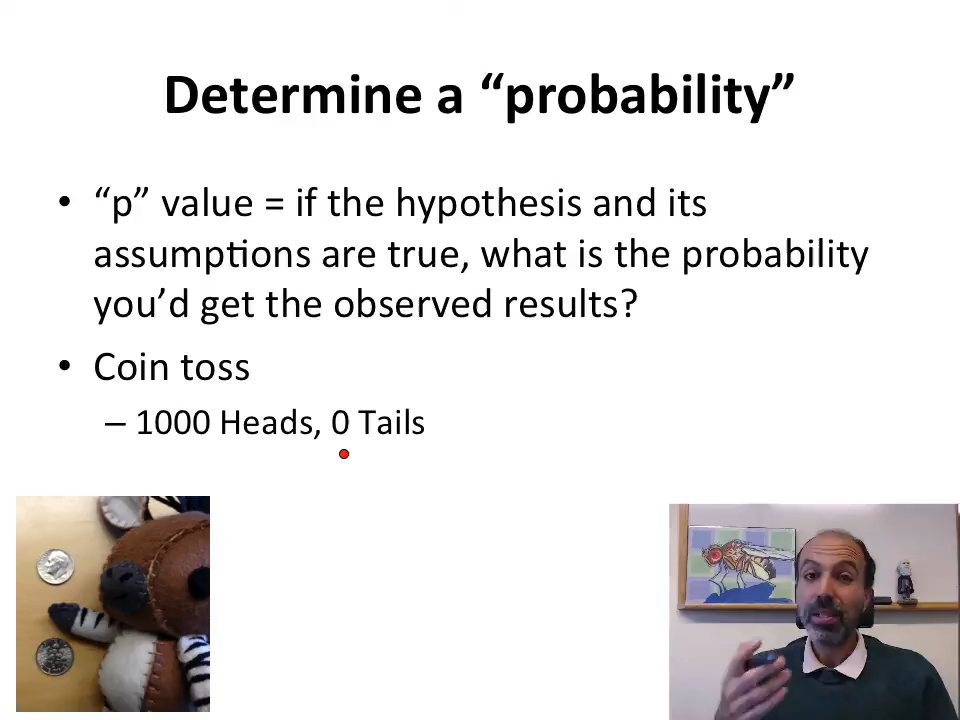 Determine a “probability”
• “p” value = if the hypothesis and its
assumptions are true, what is the probability
you’d get the observed results?
• Coin toss
– 1000 Heads, 0 Tails